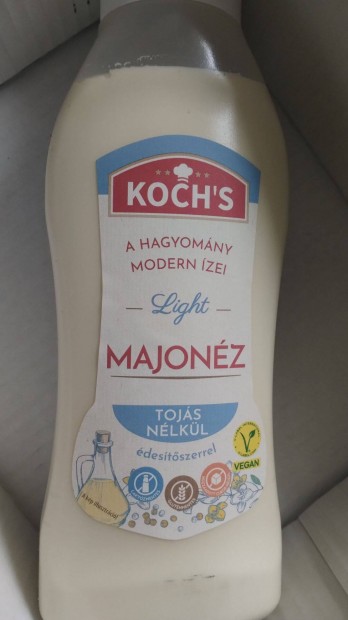 KOCH'S
A HAGYOMÁNY
MODERN ÍZEI
Light
MAJONÉZ
TOJÁS
NÉLKÜL
édesítőszerrel
VEGAN